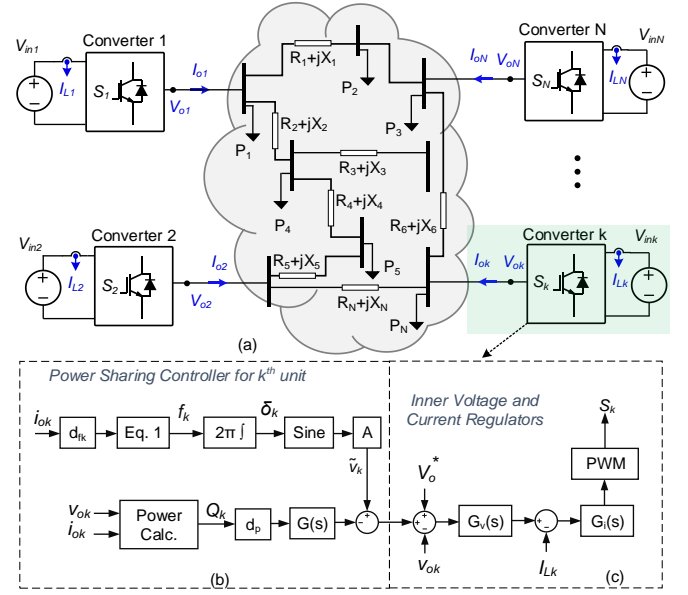 Converter 1
V_in1
I_L1
S_1
V_o1
I_o1
R_1+jX_1
P_2
P_3
I_oN
V_oN
Converter N
S_N
I_LN
V_inN
P_1
R_2+jX_2
R_3+jX_3
P_4
R_4+jX_4
R_6+jX_6
Converter 2
V_in2
I_L2
S_2
V_o2
I_o2
R_5+jX_5
P_5
R_N+jX_N
P_N
I_ok
V_ok
Converter k
S_k
I_Lk
V_ink
(a)
Power Sharing Controller for k^th unit
i_ok
d_fk
Eq. 1
f_k
2π ∫
δ_k
Sine
A
ṽ_k
v_ok
i_ok
Power
Calc.
Q_k
d_p
G(s)
-
-
(b)
Inner Voltage and
Current Regulators
V_o^*
+
+
-
v_ok
G_v(s)
+
-
I_Lk
G_i(s)
PWM
S_k
(c)